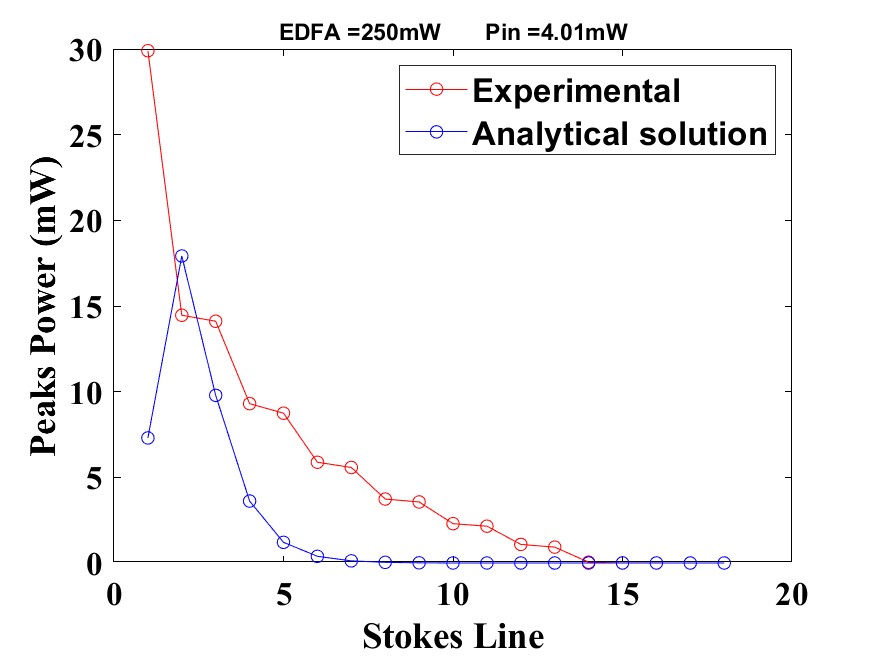 EDFA =250mW Pin =4.01mW
Experimental
Analytical solution
Peaks Power (mW)
30
25
20
15
10
5
0
0 5 10 15 20
Stokes Line